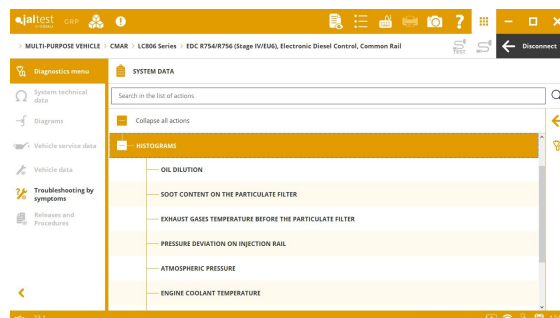 jaltest GRP
MULTI-PURPOSE VEHICLE > CMAR > LC806 Series > EDC R754/R756 (Stage IV/EU6), Electronic Diesel Control, Common Rail
Disconnect
Diagnostics menu
SYSTEM DATA
System technical
data
Search in the list of actions
Diagrams
Collapse all actions
Vehicle service data
HISTOGRAMS
Vehicle data
OIL DILUTION
Troubleshooting by
symptoms
SOOT CONTENT ON THE PARTICULATE FILTER
Releases and
Procedures
EXHAUST GASES TEMPERATURE BEFORE THE PARTICULATE FILTER
PRESSURE DEVIATION ON INJECTION RAIL
ATMOSPHERIC PRESSURE
ENGINE COOLANT TEMPERATURE